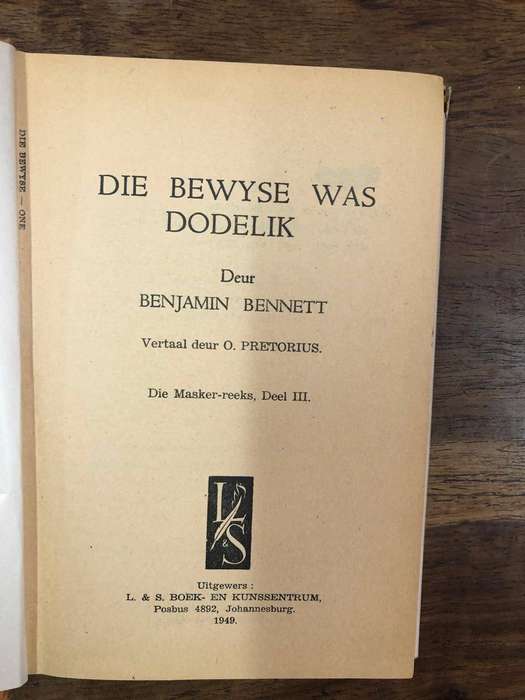 DIE BEWYSE — ONE
DIE BEWYSE WAS
DODELIK
Deur
BENJAMIN BENNETT
Vertaal deur O. PRETORIUS.
Die Masker-reeks, Deel III.
L
&
S
Uitgewers :
L. & S. BOEK- EN KUNSSENTRUM,
Posbus 4892, Johannesburg.
1949.